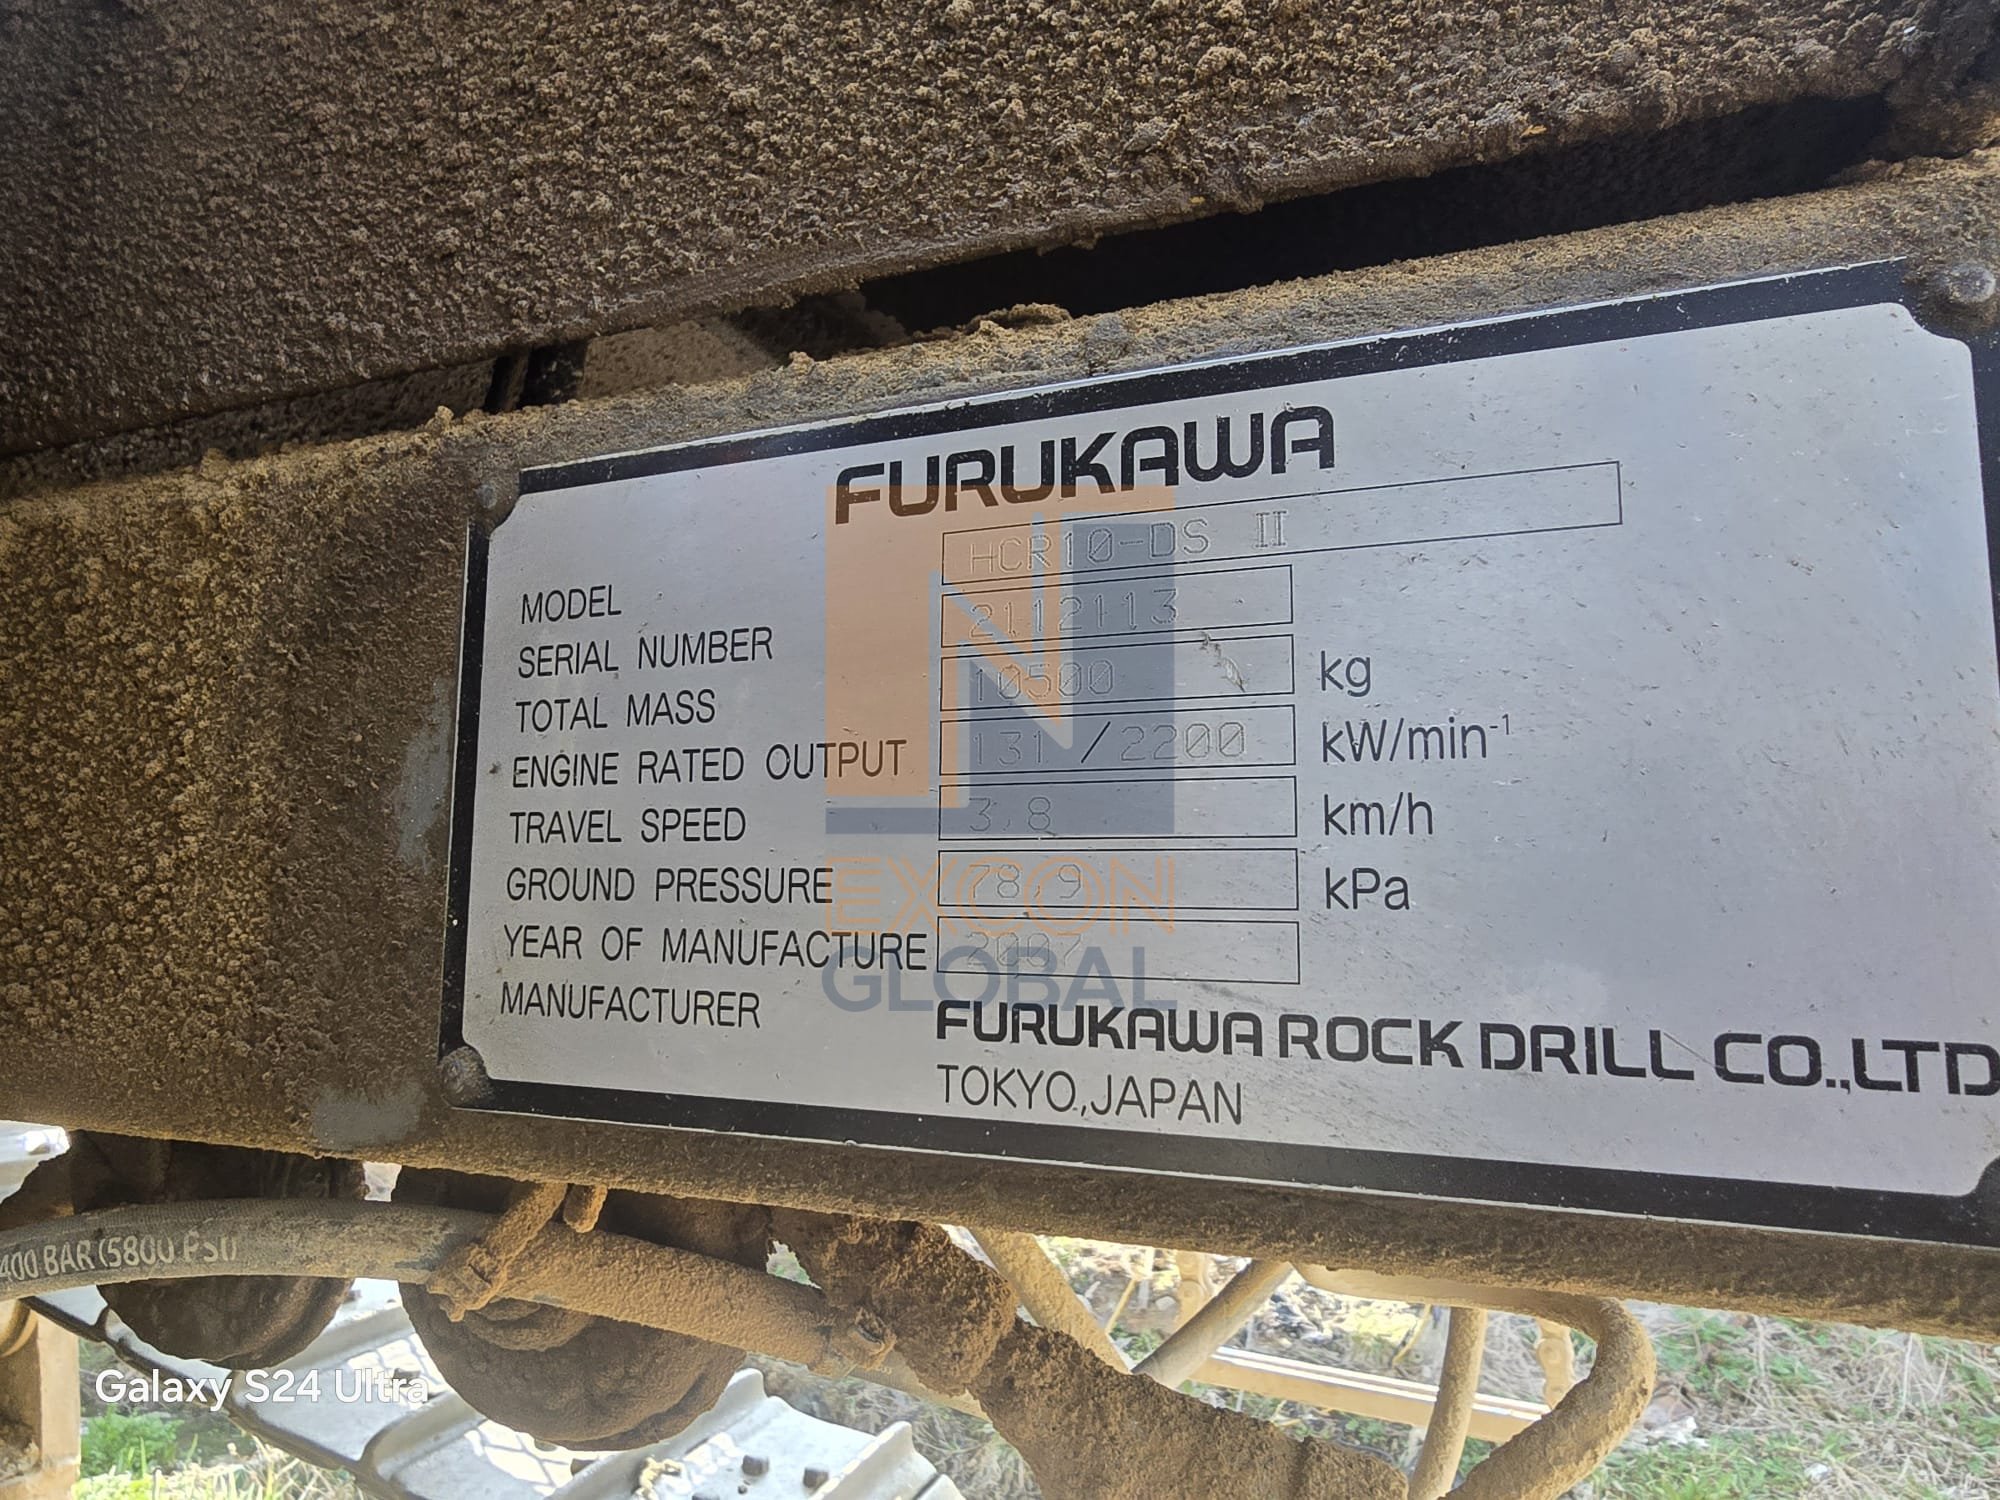 FURUKAWA
MODEL HCR10-DS II
SERIAL NUMBER 2112113
TOTAL MASS 10500 kg
ENGINE RATED OUTPUT 131 / 2200 kW/min-1
TRAVEL SPEED 3.8 km/h
GROUND PRESSURE 78.9 kPa
YEAR OF MANUFACTURE 2007
MANUFACTURER FURUKAWA ROCK DRILL CO.,LTD
TOKYO,JAPAN
EXCON
GLOBAL
400 BAR (5800 PSI)
Galaxy S24 Ultra